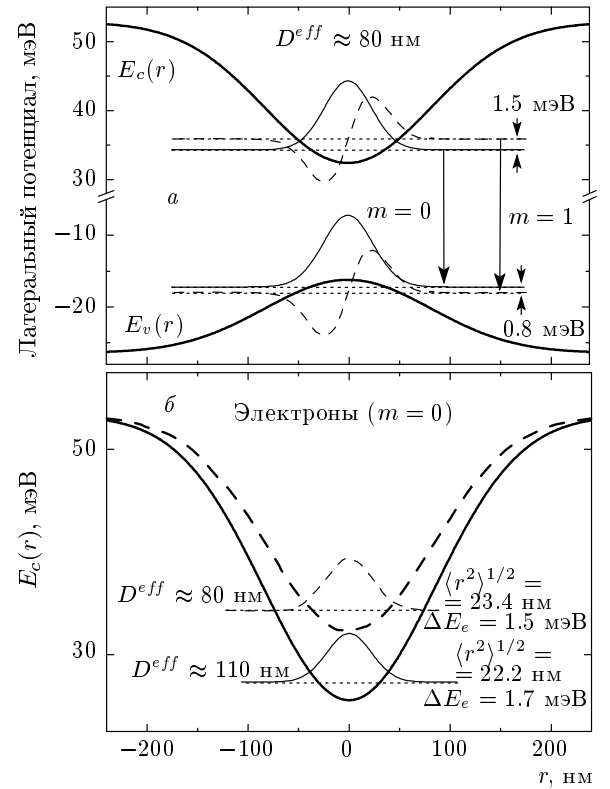 Латеральный потенциал, мэВ
50
40
30
−10
−20
D^{eff} ≈ 80 нм
E_c(r)
1.5 мэВ
а
m = 0
m = 1
E_v(r)
0.8 мэВ
E_c(r), мэВ
50
30
б
Электроны (m = 0)
D^{eff} ≈ 80 нм
⟨r^2⟩^{1/2} =
= 23.4 нм
ΔE_e = 1.5 мэВ
D^{eff} ≈ 110 нм
⟨r^2⟩^{1/2} =
= 22.2 нм
ΔE_e = 1.7 мэВ
−200 −100 0 100 200
r, нм